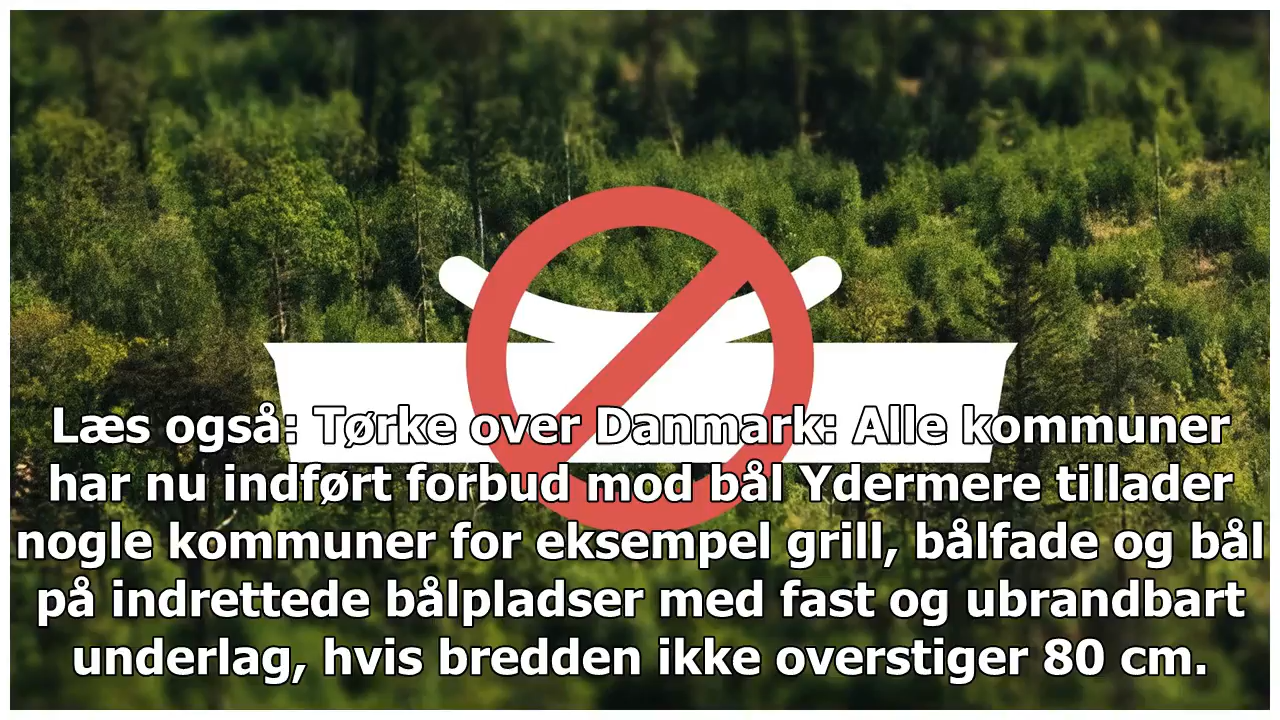 Læs også: Tørke over Danmark: Alle kommuner
har nu indført forbud mod bål Ydermere tillader
nogle kommuner for eksempel grill, bålfade og bål
på indrettede bålpladser med fast og ubrandbart
underlag, hvis bredden ikke overstiger 80 cm.